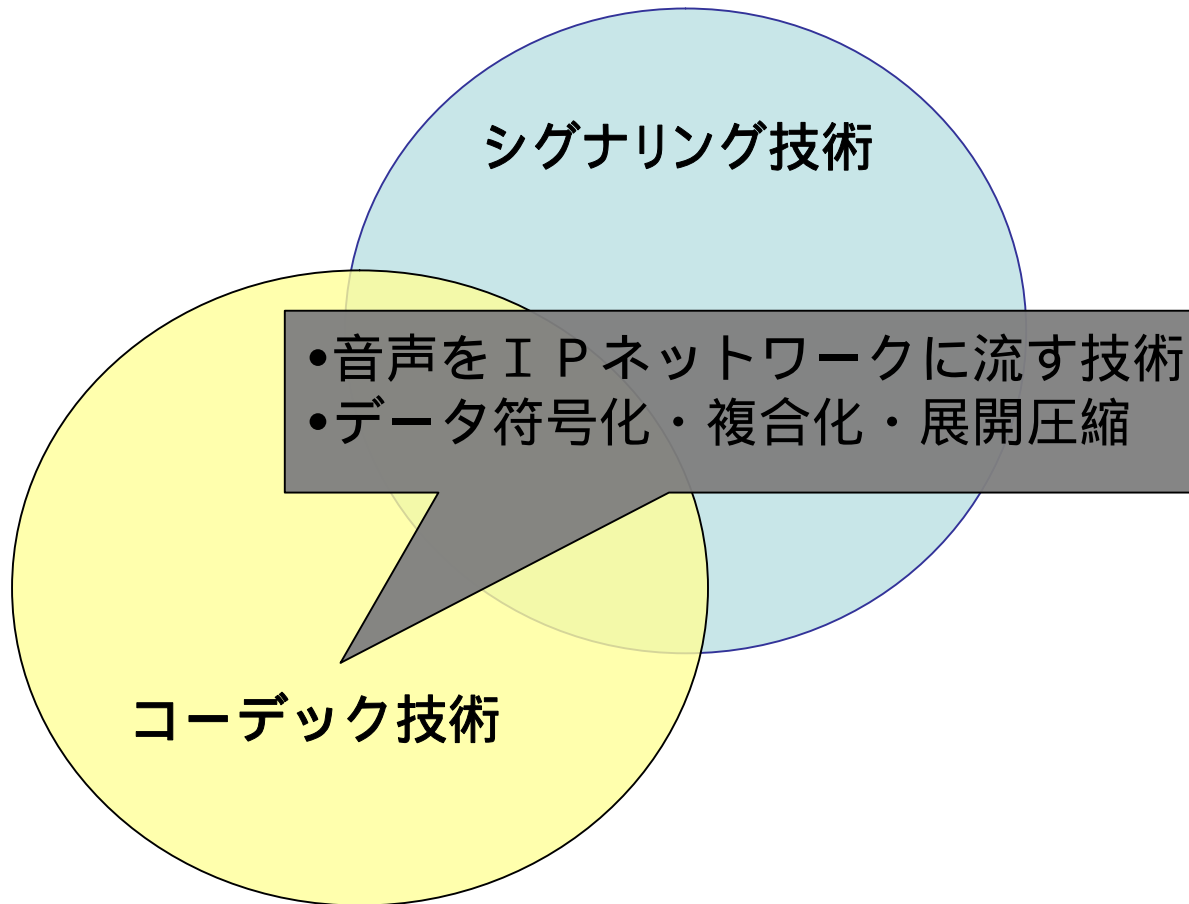 シグナリング技術
•音声をIPネットワークに流す技術
•データ符号化・複合化・展開圧縮
コーデック技術